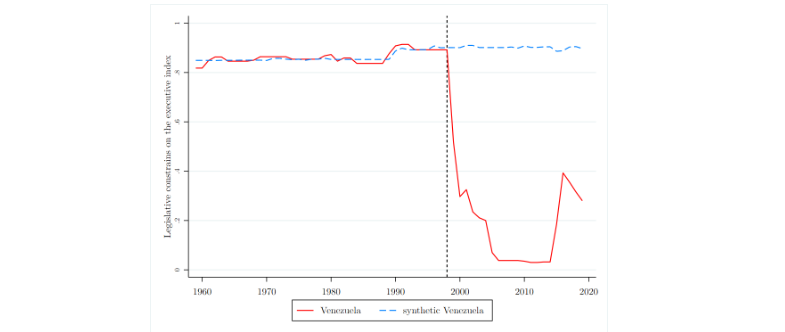 Legislative constrains on the executive index
1
.8
.6
.4
.2
0
1960 1970 1980 1990 2000 2010 2020
Venezuela synthetic Venezuela